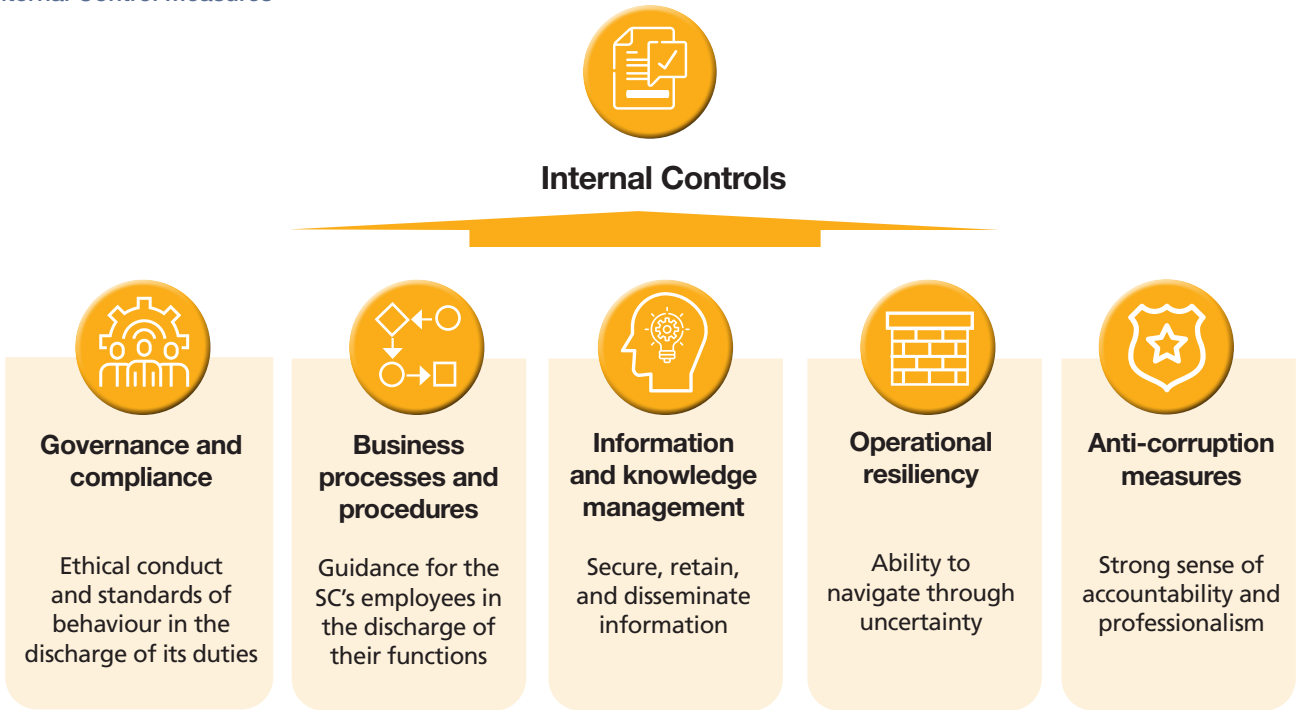 Internal Controls
Governance and
compliance
Ethical conduct
and standards of
behaviour in the
discharge of its duties
Business
processes and
procedures
Guidance for the
SC's employees in
the discharge of
their functions
Information
and knowledge
management
Secure, retain,
and disseminate
information
Operational
resiliency
Ability to
navigate through
uncertainty
Anti-corruption
measures
Strong sense of
accountability and
professionalism